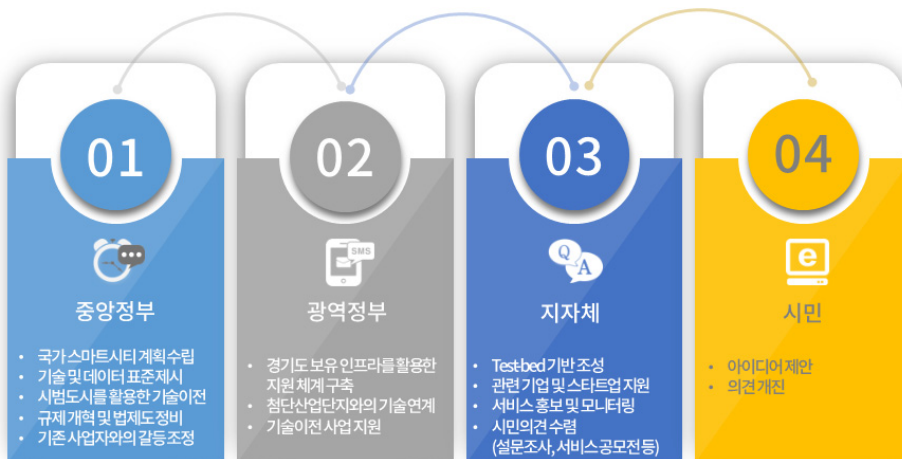 01
02
03
04
SMS
Q
A
e
중앙정부
광역정부
지자체
시민
• 국가 스마트시티 계획 수립
• 기술 및 데이터 표준제시
• 시범도시를 활용한 기술이전
• 규제 개혁 및 법제도 정비
• 기존 사업자와의 갈등 조정
• 경기도 보유 인프라를 활용한
지원 체계 구축
• 첨단산업단지와의 기술 연계
• 기술이전 사업 지원
• Test-bed 기반 조성
• 관련 기업 및 스타트업 지원
• 서비스 홍보 및 모니터링
• 시민의견 수렴
(설문조사, 서비스 공모전 등)
• 아이디어 제안
• 의견 개진